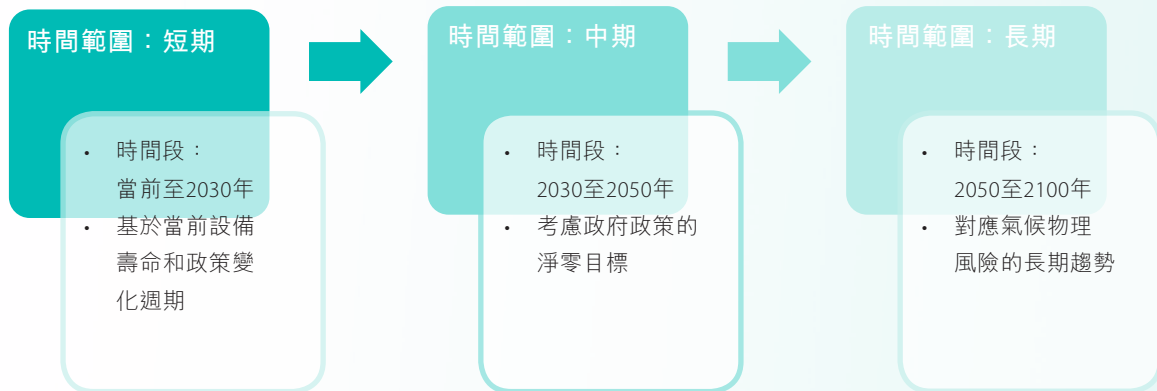 時間範圍：短期
• 時間段：
當前至2030年
• 基於當前設備
壽命和政策變
化週期
時間範圍：中期
• 時間段：
2030至2050年
• 考慮政府政策的
淨零目標
時間範圍：長期
• 時間段：
2050至2100年
• 對應氣候物理
風險的長期趨勢